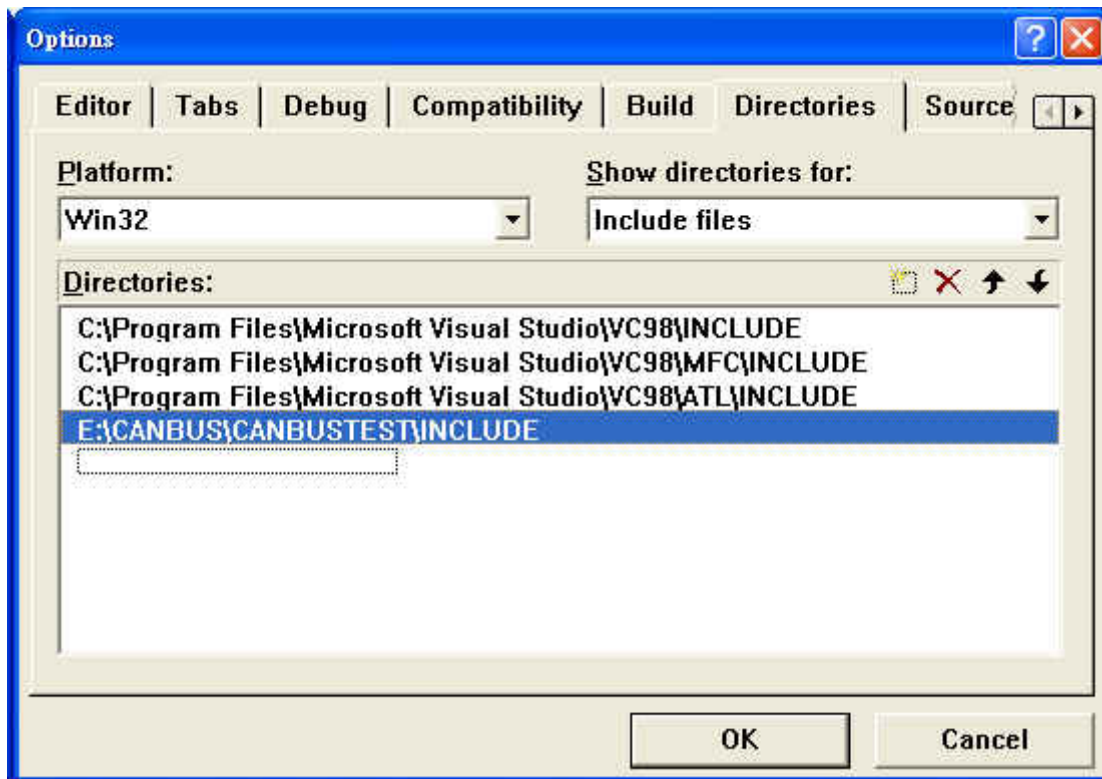 Options
Editor Tabs Debug Compatibility Build Directories Source
Platform: Show directories for:
Win32 Include files
Directories:
C:\Program Files\Microsoft Visual Studio\VC98\INCLUDE
C:\Program Files\Microsoft Visual Studio\VC98\MFC\INCLUDE
C:\Program Files\Microsoft Visual Studio\VC98\ATL\INCLUDE
E:\CANBUS\CANBUSTEST\INCLUDE
OK Cancel